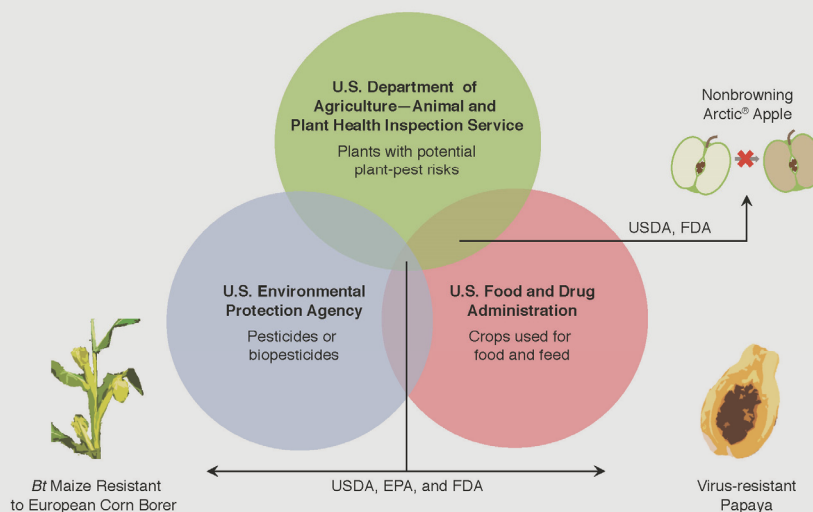 U.S. Department of
Agriculture—Animal and
Plant Health Inspection Service
Plants with potential
plant-pest risks
Nonbrowning
Arctic® Apple
USDA, FDA
U.S. Environmental
Protection Agency
Pesticides or
biopesticides
U.S. Food and Drug
Administration
Crops used for
food and feed
Bt Maize Resistant
to European Corn Borer
USDA, EPA, and FDA
Virus-resistant
Papaya